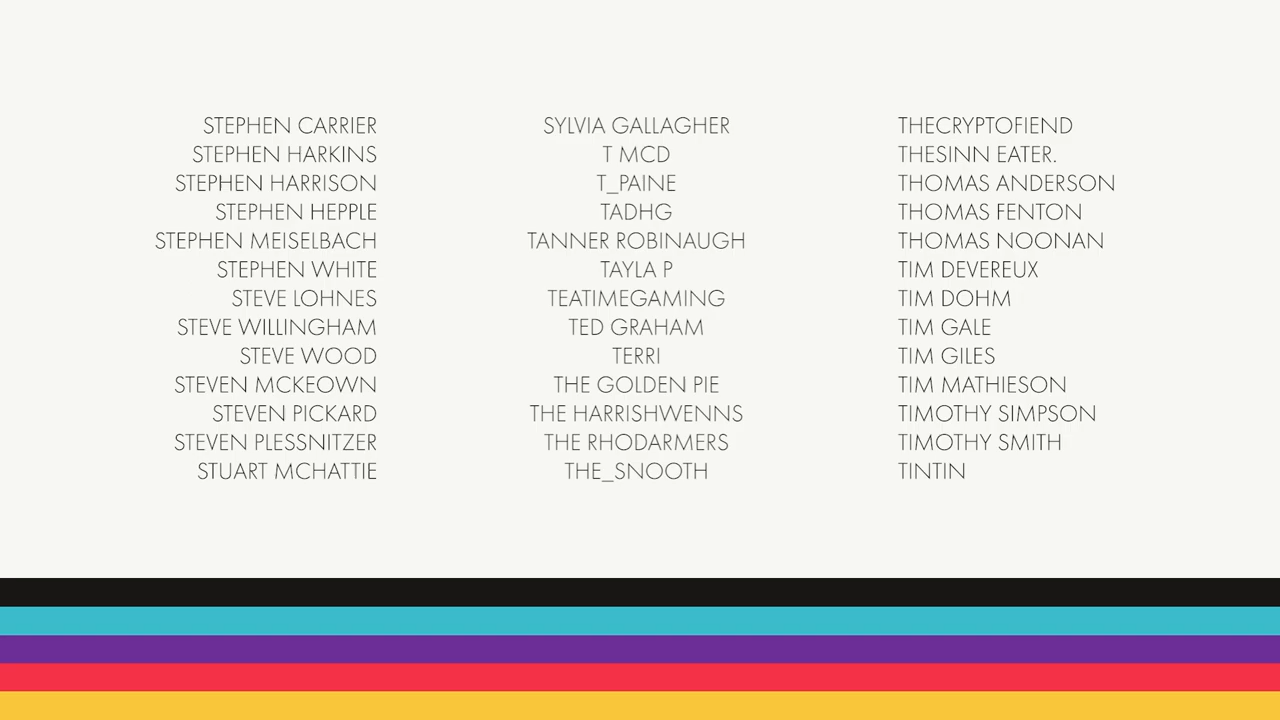 STEPHEN CARRIER
STEPHEN HARKINS
STEPHEN HARRISON
STEPHEN HEPPLE
STEPHEN MEISELBACH
STEPHEN WHITE
STEVE LOHNES
STEVE WILLINGHAM
STEVE WOOD
STEVEN MCKEOWN
STEVEN PICKARD
STEVEN PLESSNITZER
STUART MCHATTIE
SYLVIA GALLAGHER
T MCD
T_PAINE
TADHG
TANNER ROBINAUGH
TAYLA P
TEATIMEGAMING
TED GRAHAM
TERRI
THE GOLDEN PIE
THE HARRISHWENNS
THE RHODARMERS
THE_SNOOTH
THECRYPTOFIEND
THESINN EATER.
THOMAS ANDERSON
THOMAS FENTON
THOMAS NOONAN
TIM DEVEREUX
TIM DOHM
TIM GALE
TIM GILES
TIM MATHIESON
TIMOTHY SIMPSON
TIMOTHY SMITH
TINTIN